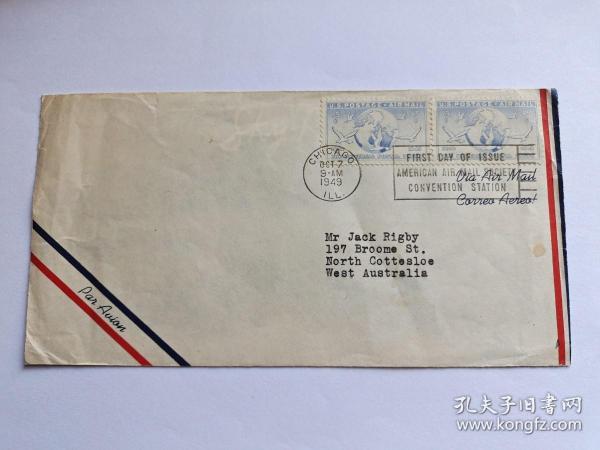 U.S. POSTAGE · AIR MAIL
U.S. POSTAGE · AIR MAIL
CHICAGO
OCT 7
9-AM
1949
ILL.
FIRST DAY OF ISSUE
AMERICAN AIR MAIL SOCIETY
CONVENTION STATION
Via Air Mail
Correo Aereo
Mr Jack Rigby
197 Broome St.
North Cottesloe
West Australia
Par Avion
孔夫子旧书网
www.kongfz.com